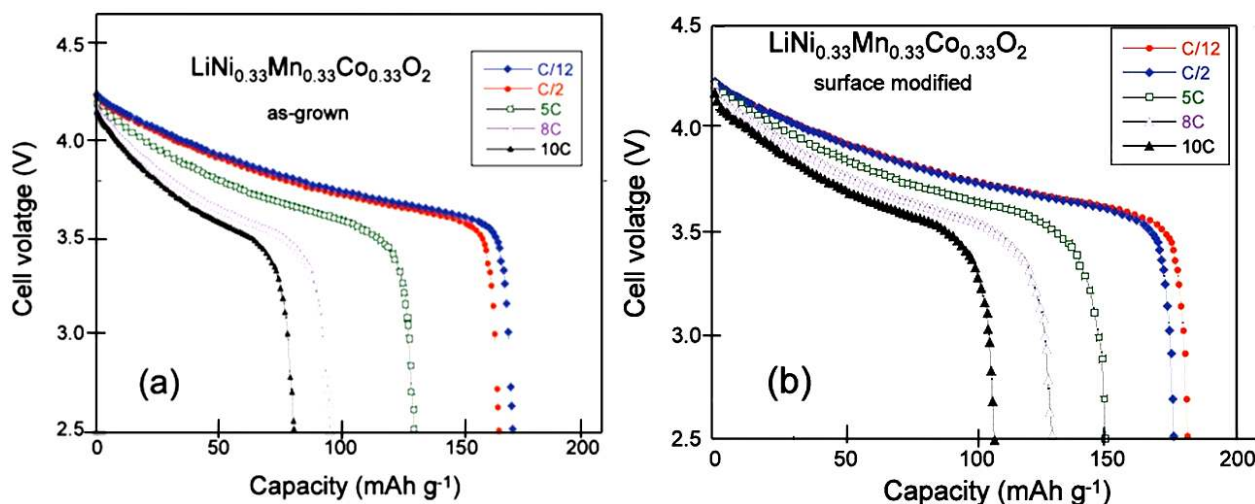 4.5
4.0
3.5
3.0
2.5
Cell volatge (V)
LiNi0.33Mn0.33Co0.33O2
as-grown
C/12
C/2
5C
8C
10C
(a)
0
50
100
150
200
Capacity (mAh g-1)
4.5
4.0
3.5
3.0
2.5
Cell voltage (V)
LiNi0.33Mn0.33Co0.33O2
surface modified
C/12
C/2
5C
8C
10C
(b)
0
50
100
150
200
Capacity (mAh g-1)